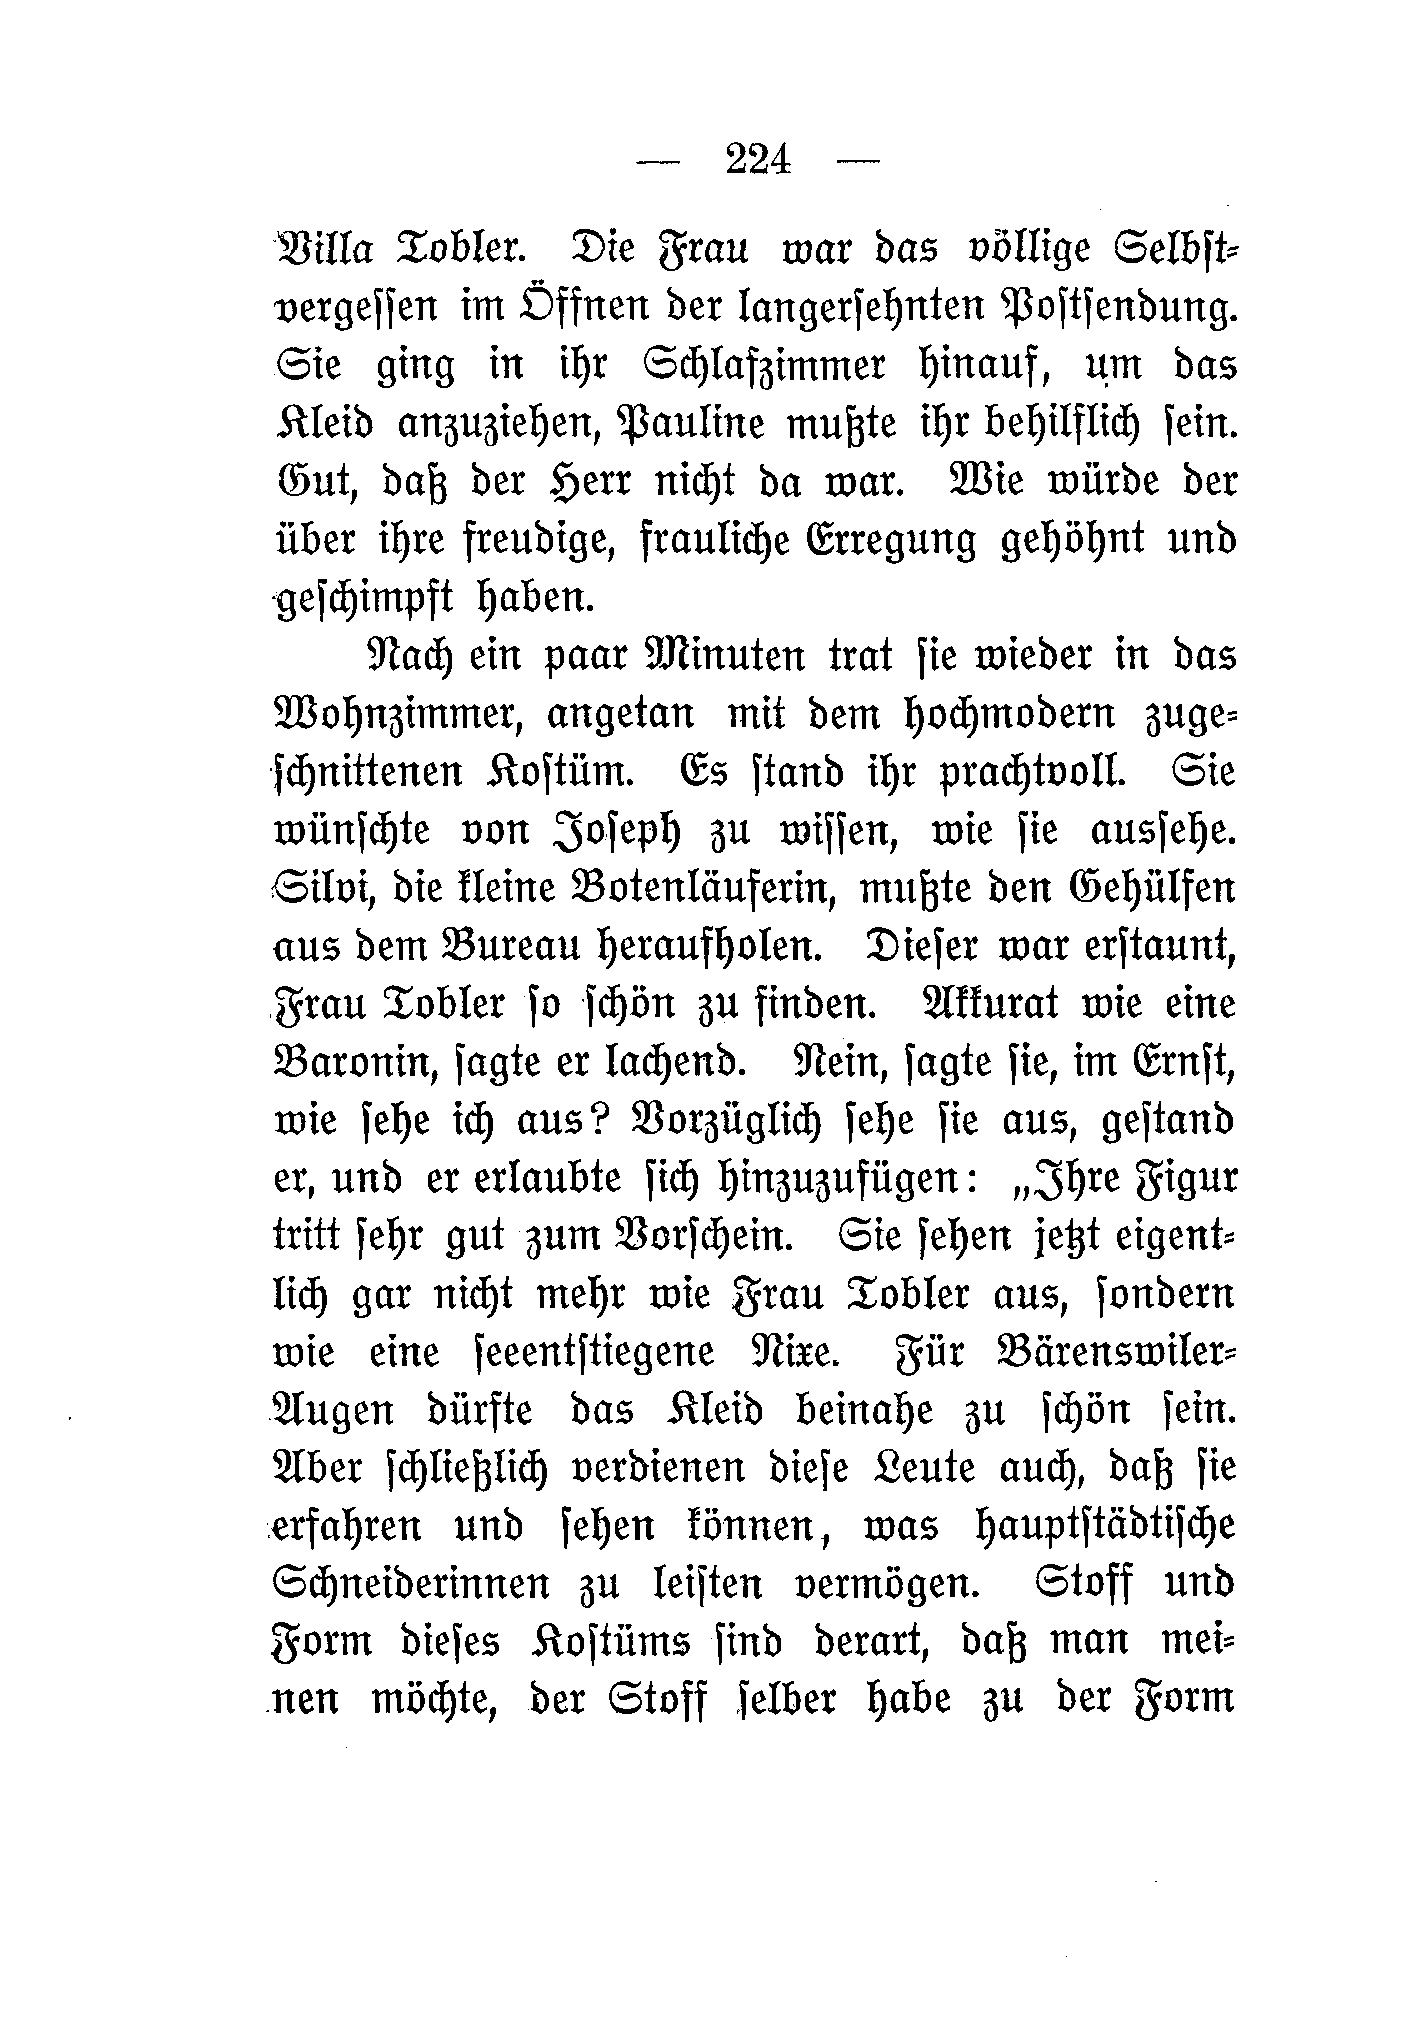 — 224 —
Villa Tobler. Die Frau war das völlige Selbst-
vergessen im Öffnen der langersehnten Postsendung.
Sie ging in ihr Schlafzimmer hinauf, um das
Kleid anzuziehen, Pauline mußte ihr behilflich sein.
Gut, daß der Herr nicht da war. Wie würde der
über ihre freudige, frauliche Erregung gehöhnt und
geschimpft haben.
Nach ein paar Minuten trat sie wieder in das
Wohnzimmer, angetan mit dem hochmodern zuge-
schnittenen Kostüm. Es stand ihr prachtvoll. Sie
wünschte von Joseph zu wissen, wie sie aussehe.
Silvi, die kleine Botenläuferin, mußte den Gehülfen
aus dem Bureau heraufholen. Dieser war erstaunt,
Frau Tobler so schön zu finden. Akkurat wie eine
Baronin, sagte er lachend. Nein, sagte sie, im Ernst,
wie sehe ich aus? Vorzüglich sehe sie aus, gestand
er, und er erlaubte sich hinzuzufügen: „Ihre Figur
tritt sehr gut zum Vorschein. Sie sehen jetzt eigent-
lich gar nicht mehr wie Frau Tobler aus, sondern
wie eine seeentstiegene Nixe. Für Bärenswiler-
Augen dürfte das Kleid beinahe zu schön sein.
Aber schließlich verdienen diese Leute auch, daß sie
erfahren und sehen können, was hauptstädtische
Schneiderinnen zu leisten vermögen. Stoff und
Form dieses Kostüms sind derart, daß man mei-
nen möchte, der Stoff selber habe zu der Form